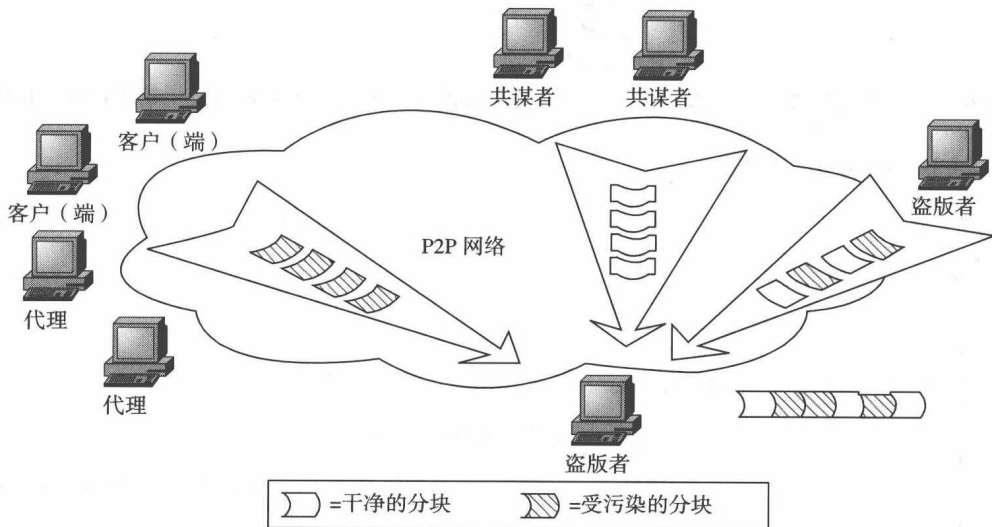 共谋者
共谋者
客户（端）
客户（端）
盗版者
P2P 网络
代理
代理
盗版者
=干净的分块
=受污染的分块